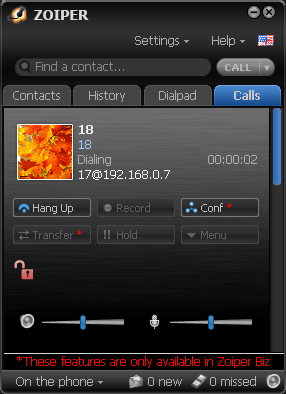 ZOIPER
Settings Help
Find a contact... CALL
Contacts History Dialpad Calls
18
18
Dialing 00:00:02
17@192.168.0.7
Hang Up Record Conf *
Transfer * Hold Menu
*These features are only available in Zoiper Biz
On the phone 0 new 0 missed